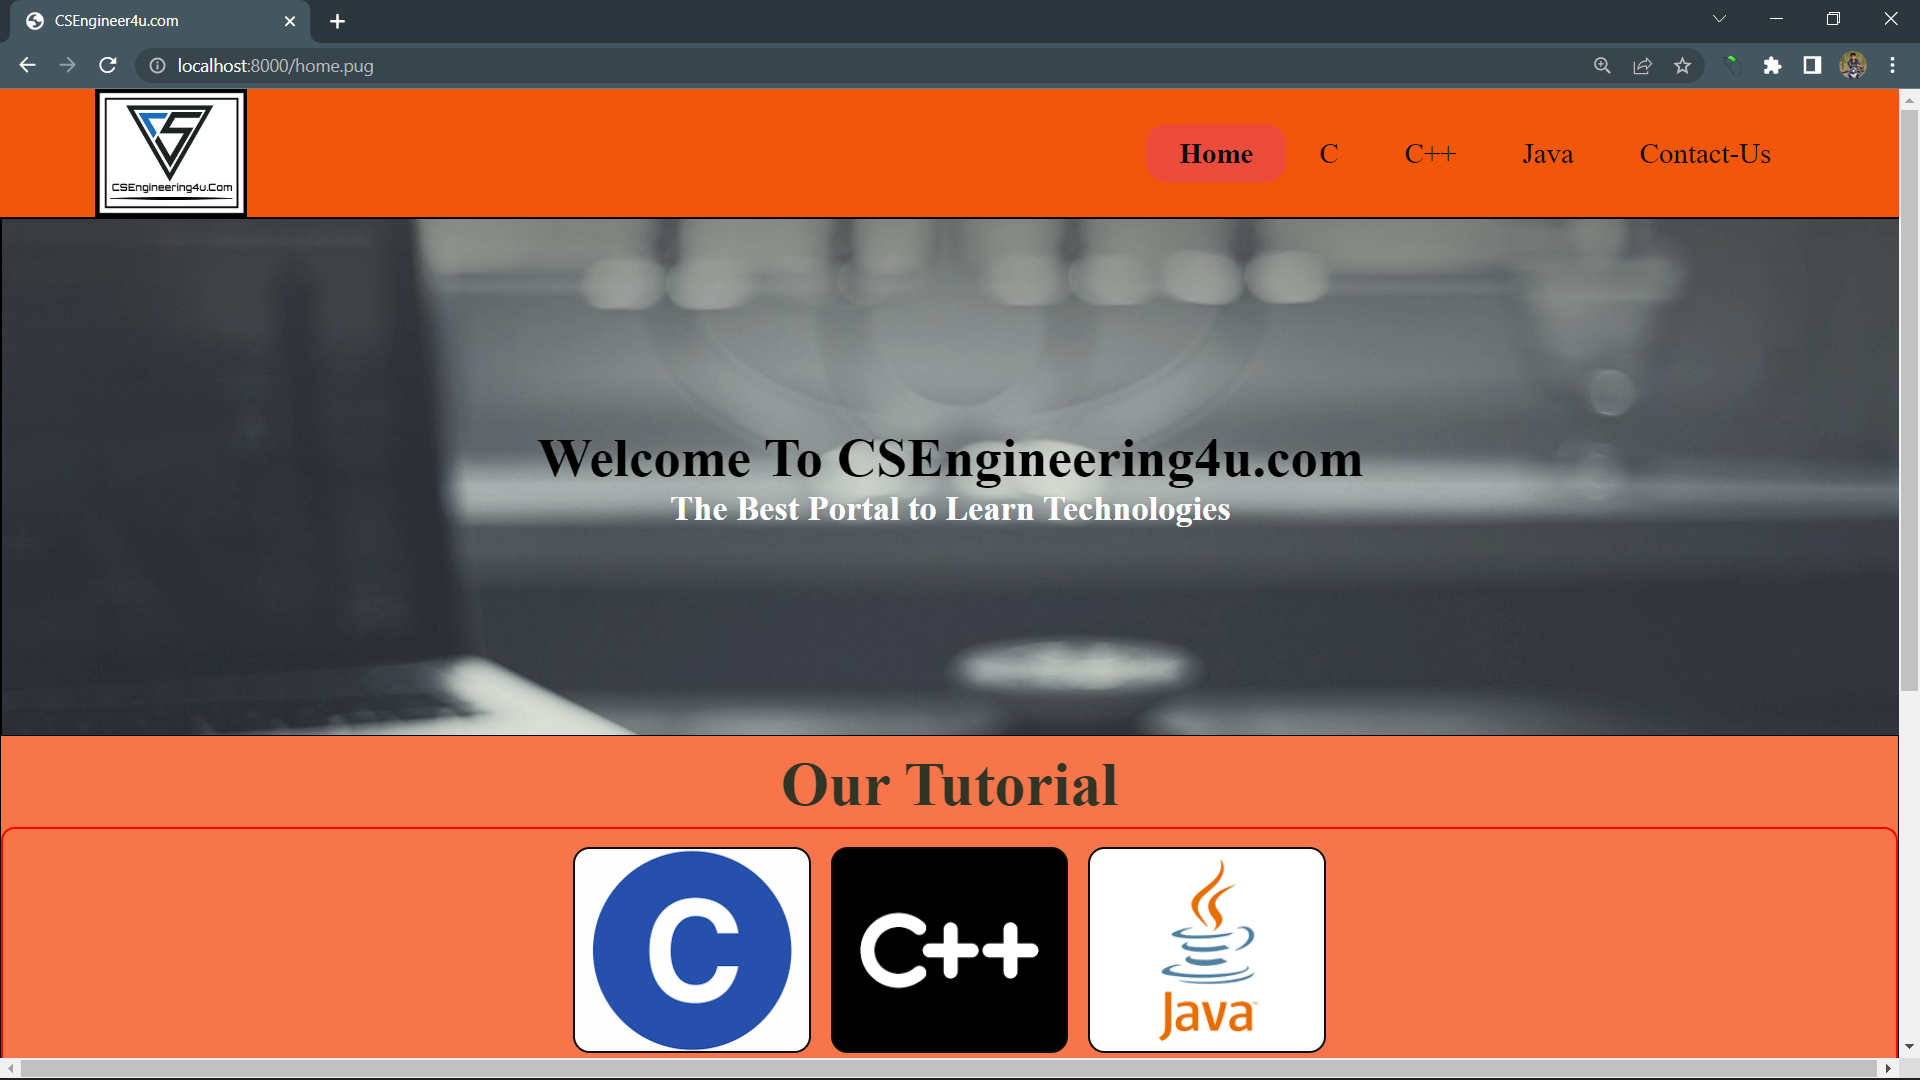 CSEngineer4u.com
localhost:8000/home.pug
CSEngineering4u.Com
Home
C
C++
Java
Contact-Us
Welcome To CSEngineering4u.com
The Best Portal to Learn Technologies
Our Tutorial
C
C++
Java